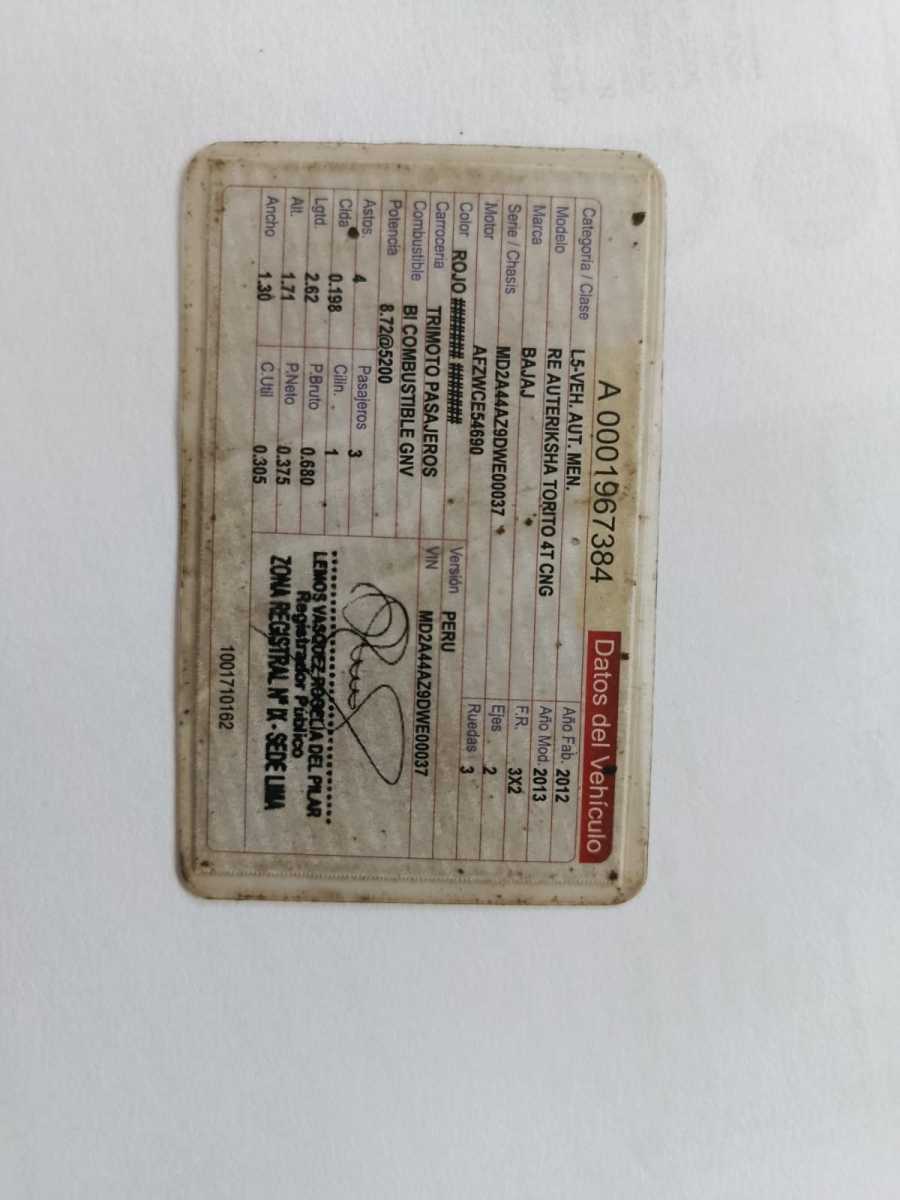 A 0001967384 Datos del Vehículo
Categoría / Clase L5-VEH. AUT. MEN. Año Fab. 2012
Modelo RE AUTERIKSHA TORITO 4T CNG Año Mod. 2013
Marca BAJAJ F.R. 3X2
Serie / Chasis MD2A44AZ9DWE00037 Ejes 2
Motor AFZWCE54690 Versión PERU Ruedas 3
Color ROJO ####### ####### VIN MD2A44AZ9DWE00037
Carrocería TRIMOTO PASAJEROS
Combustible BI COMBUSTIBLE GNV
Potencia 8.72@5200
Astos 4 Pasajeros 3
Clda 0.198 Cilin. 1
Lgtd. 2.62 P.Bruto 0.680
Alt. 1.71 P.Neto 0.375
Ancho 1.30 C.Util 0.305
LEMOS VASQUEZ ROGELIA DEL PILAR
Registrador Público
ZONA REGISTRAL Nº IX - SEDE LIMA
1001710162